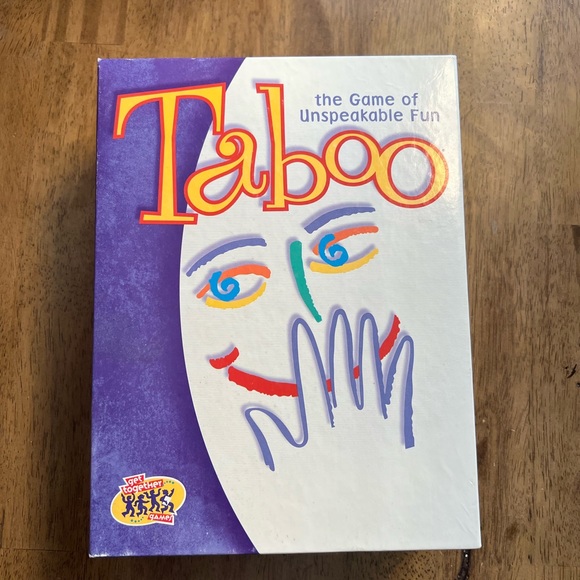 the Game of
Unspeakable Fun
Taboo
get
together
games